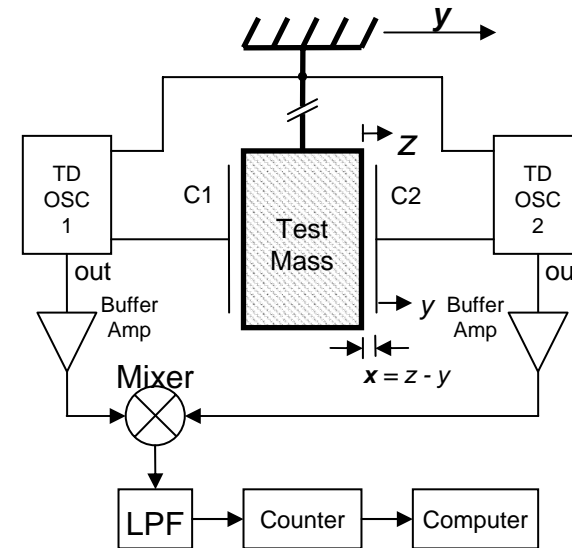 y
z
TD
OSC
1
C1
Test
Mass
C2
TD
OSC
2
out
ou
Buffer
Amp
y
Buffer
Amp
x = z - y
Mixer
LPF
Counter
Computer